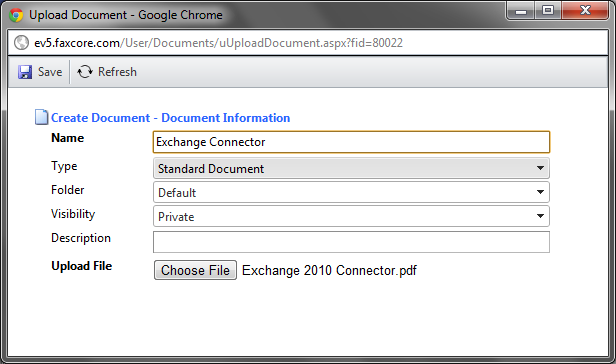 Upload Document - Google Chrome
ev5.faxcore.com/User/Documents/uUploadDocument.aspx?fid=80022
Save Refresh
Create Document - Document Information
Name Exchange Connector
Type Standard Document
Folder Default
Visibility Private
Description
Upload File Choose File Exchange 2010 Connector.pdf